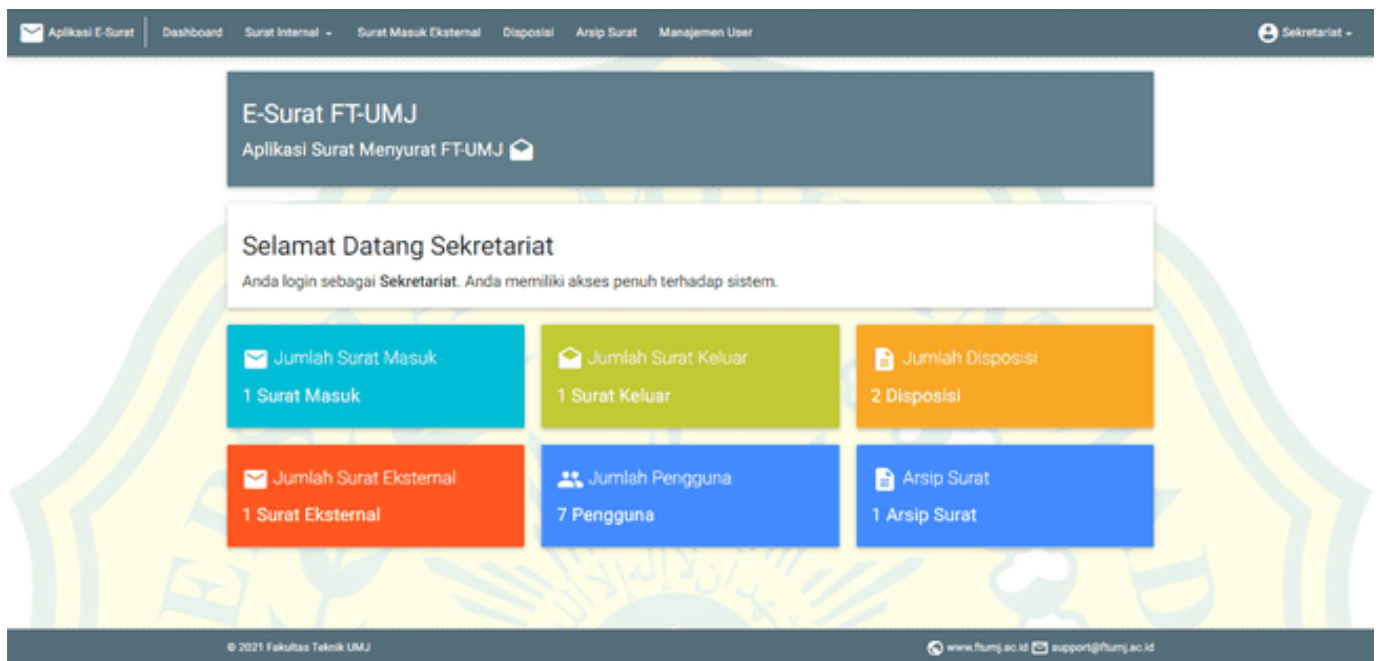 Aplikasi E-Surat Dashboard Surat Internal Surat Masuk Eksternal Disposisi Arsip Surat Manajemen User Sekretariat
E-Surat FT-UMJ
Aplikasi Surat Menyurat FT-UMJ
Selamat Datang Sekretariat
Anda login sebagai Sekretariat. Anda memiliki akses penuh terhadap sistem.
Jumlah Surat Masuk
1 Surat Masuk
Jumlah Surat Keluar
1 Surat Keluar
Jumlah Disposisi
2 Disposisi
Jumlah Surat Eksternal
1 Surat Eksternal
Jumlah Pengguna
7 Pengguna
Arsip Surat
1 Arsip Surat
© 2021 Fakultas Teknik UMJ www.ftumj.ac.id support@ftumj.ac.id